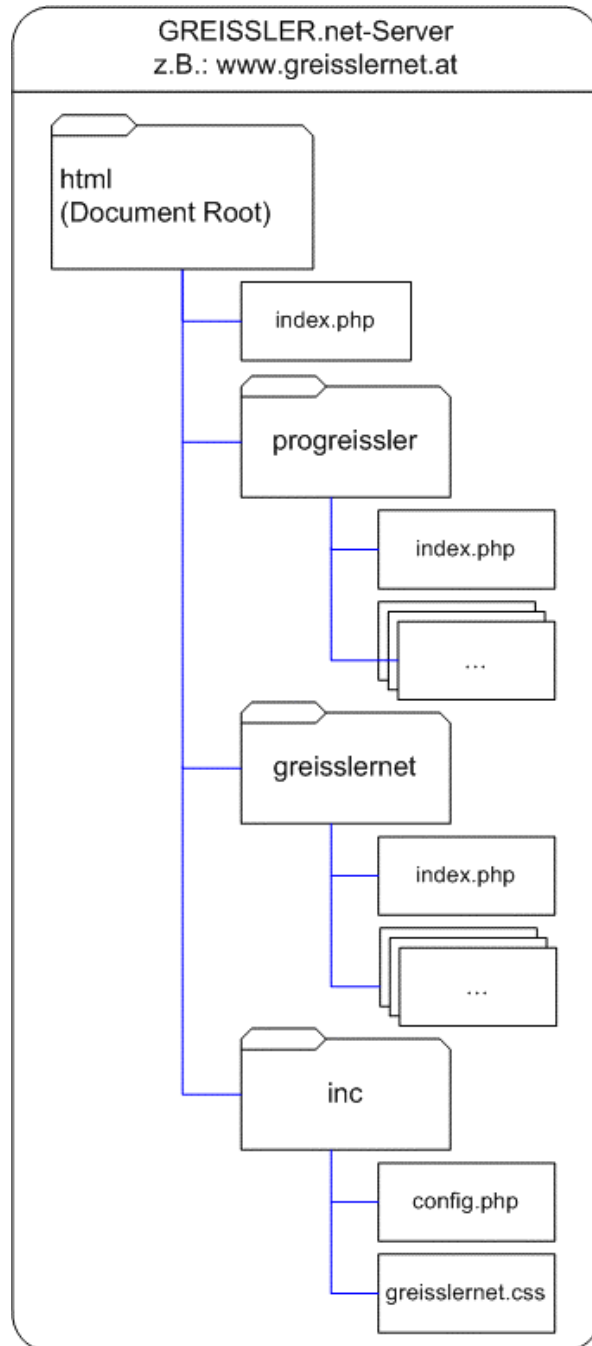 GREISSLER.net-Server
z.B.: www.greisslernet.at
html
(Document Root)
index.php
progreissler
index.php
...
greisslernet
index.php
...
inc
config.php
greisslernet.css